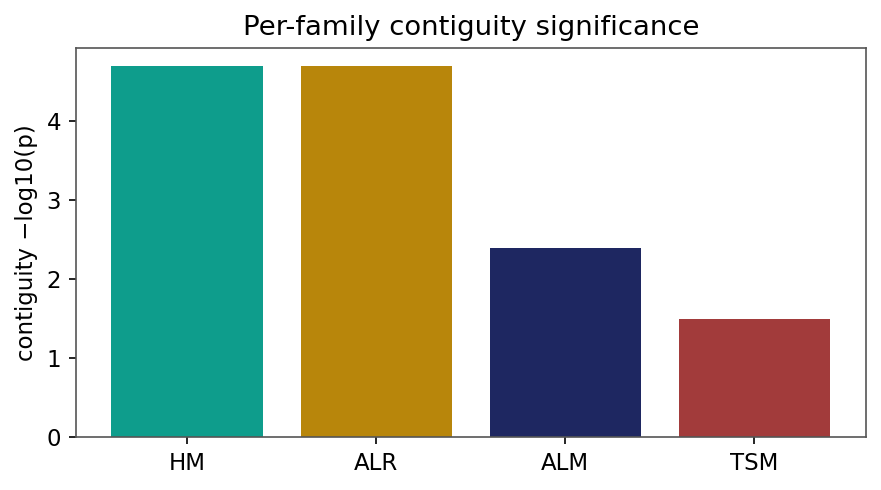 Per-family contiguity significance
contiguity −log10(p)
4
3
2
1
0
HM ALR ALM TSM